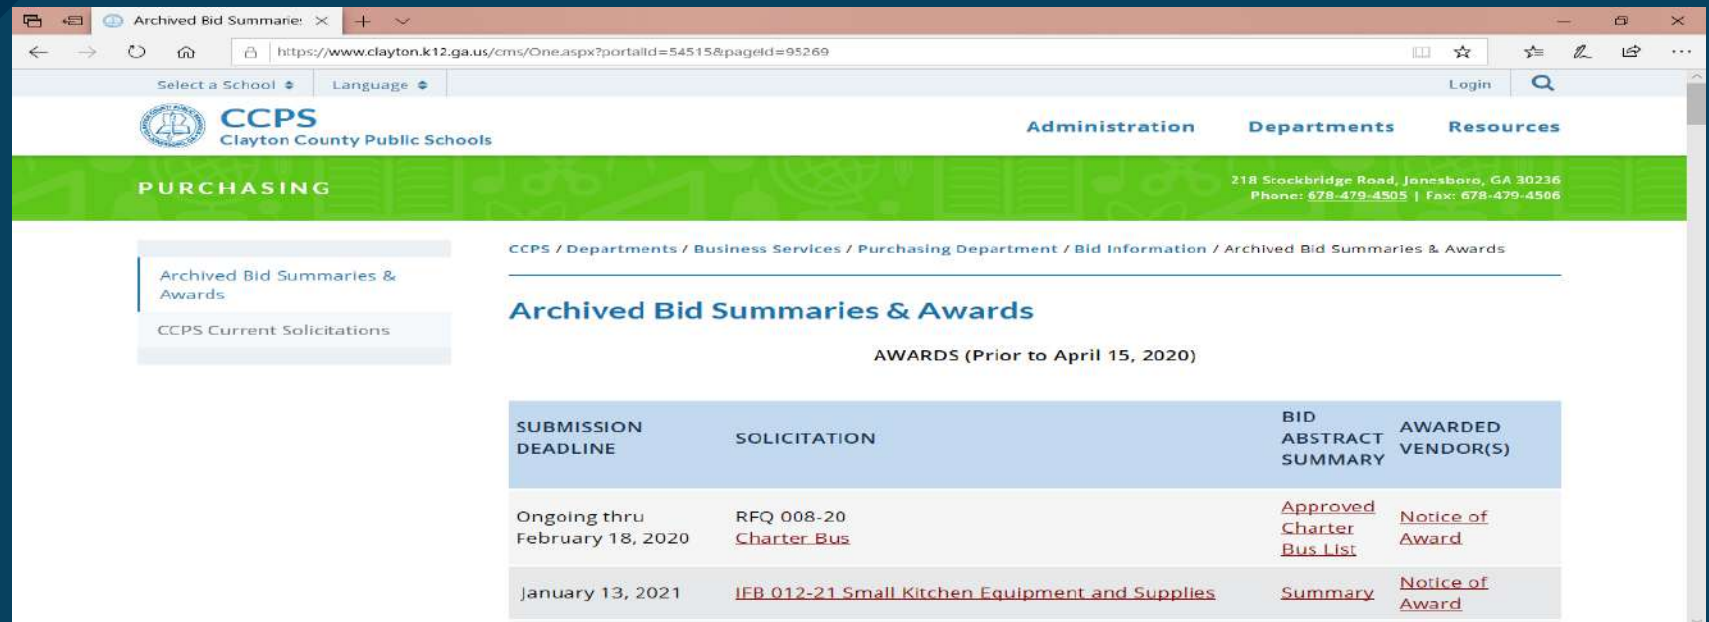 Archived Bid Summarie
https://www.clayton.k12.ga.us/cms/One.aspx?portalId=54515&pageId=95269
Select a School Language Login
CCPS
Clayton County Public Schools
Administration Departments Resources
PURCHASING
218 Stockbridge Road, Jonesboro, GA 30236
Phone: 678-479-4505 | Fax: 678-479-4506
CCPS / Departments / Business Services / Purchasing Department / Bid Information / Archived Bid Summaries & Awards
Archived Bid Summaries &
Awards
CCPS Current Solicitations
Archived Bid Summaries & Awards
AWARDS (Prior to April 15, 2020)
SUBMISSION
DEADLINE
SOLICITATION
BID
ABSTRACT
SUMMARY
AWARDED
VENDOR(S)
Ongoing thru
February 18, 2020
RFQ 008-20
Charter Bus
Approved
Charter
Bus List
Notice of
Award
January 13, 2021
IFB 012-21 Small Kitchen Equipment and Supplies
Summary
Notice of
Award